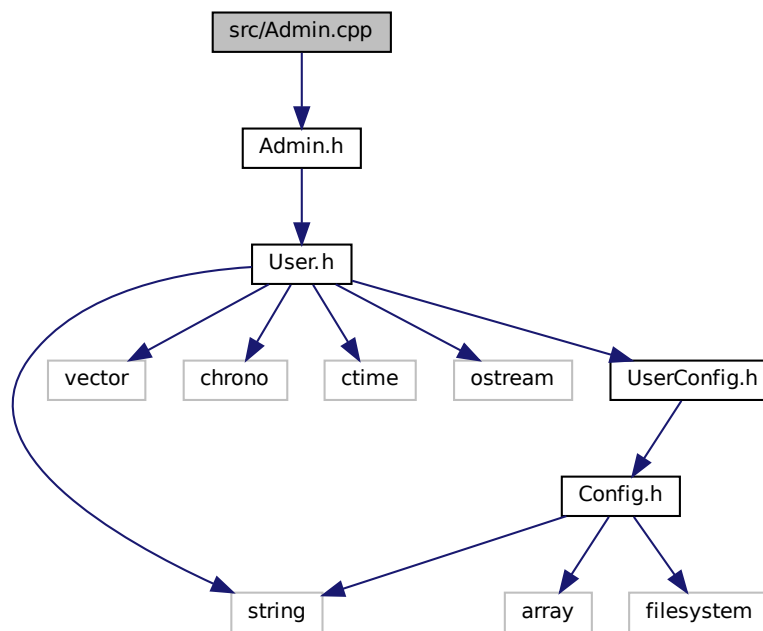 src/Admin.cpp
Admin.h
User.h
vector
chrono
ctime
ostream
UserConfig.h
Config.h
string
array
filesystem